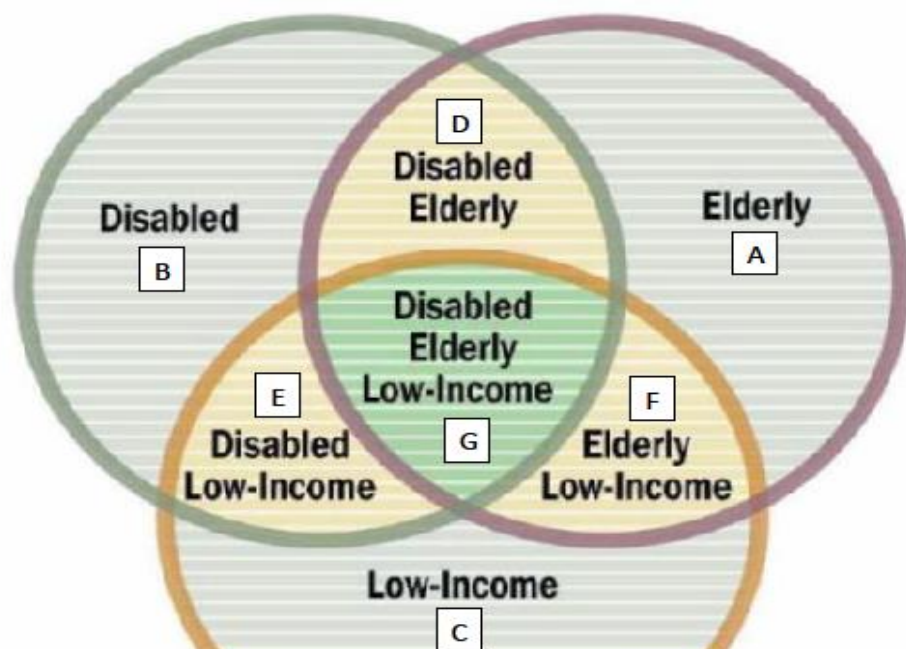 D
Disabled
Elderly
Disabled
B
Elderly
A
Disabled
Elderly
Low-Income
G
E
Disabled
Low-Income
F
Elderly
Low-Income
Low-Income
C